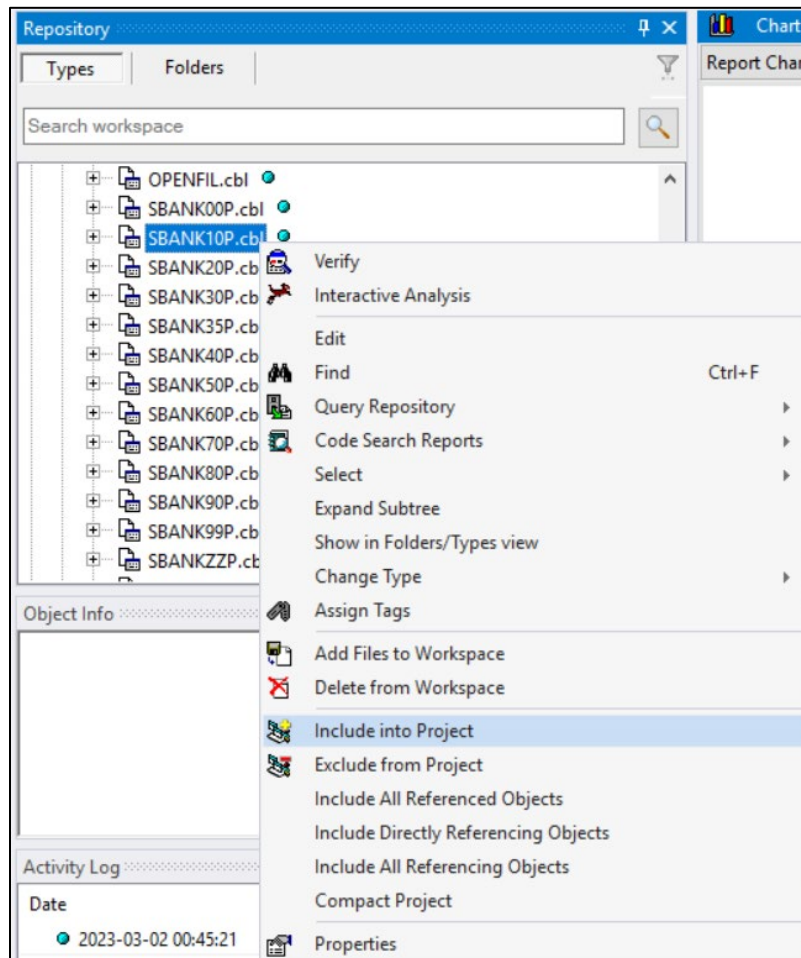 Repository
Chart
Types
Folders
Report Char
Search workspace
OPENFIL.cbl
SBANK00P.cbl
SBANK10P.cbl
SBANK20P.cb
SBANK30P.cb
SBANK35P.cb
SBANK40P.cb
SBANK50P.cb
SBANK60P.cb
SBANK70P.cb
SBANK80P.cb
SBANK90P.cb
SBANK99P.cb
SBANKZZP.cb
Object Info
Activity Log
Date
2023-03-02 00:45:21
Verify
Interactive Analysis
Edit
Find Ctrl+F
Query Repository
Code Search Reports
Select
Expand Subtree
Show in Folders/Types view
Change Type
Assign Tags
Add Files to Workspace
Delete from Workspace
Include into Project
Exclude from Project
Include All Referenced Objects
Include Directly Referencing Objects
Include All Referencing Objects
Compact Project
Properties